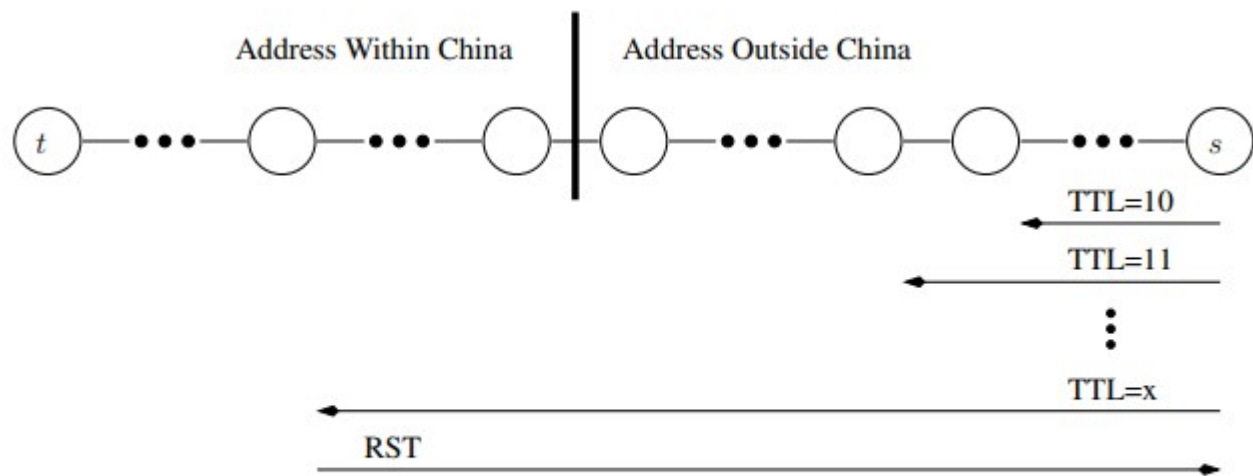 Address Within China
Address Outside China
t
s
TTL=10
TTL=11
TTL=x
RST